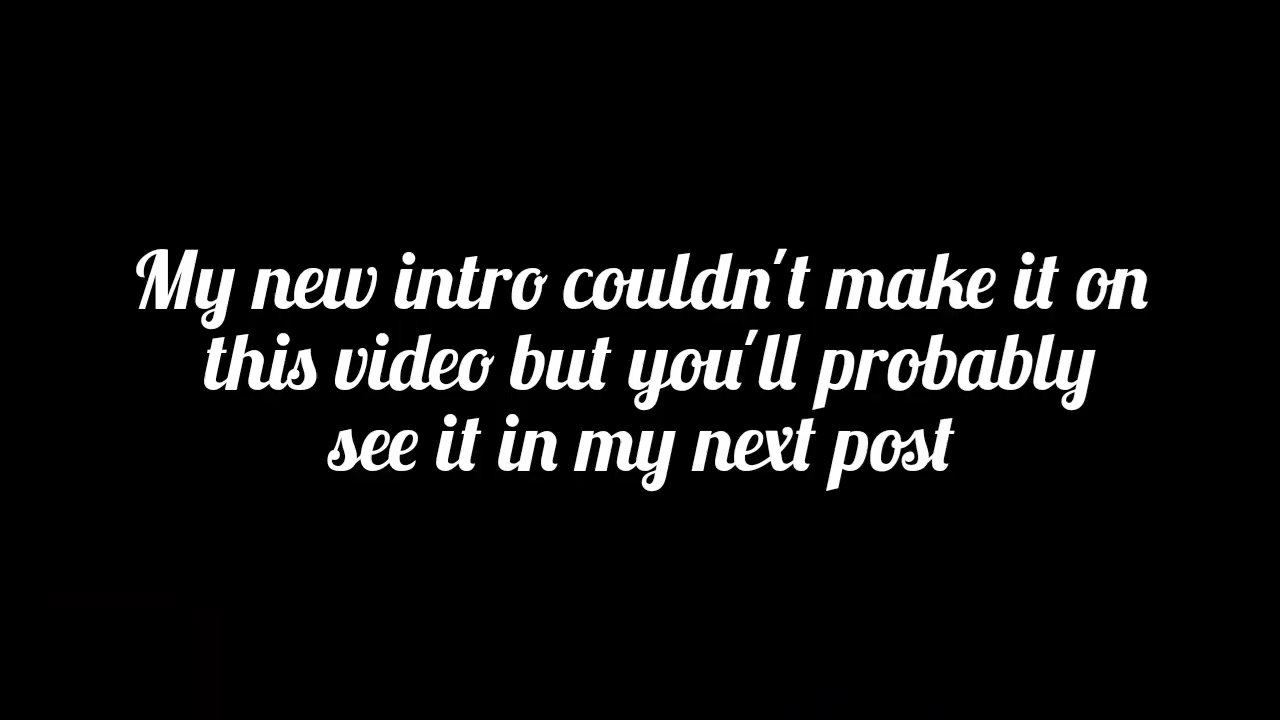 My new intro couldn't make it on
this video but you'll probably
see it in my next post